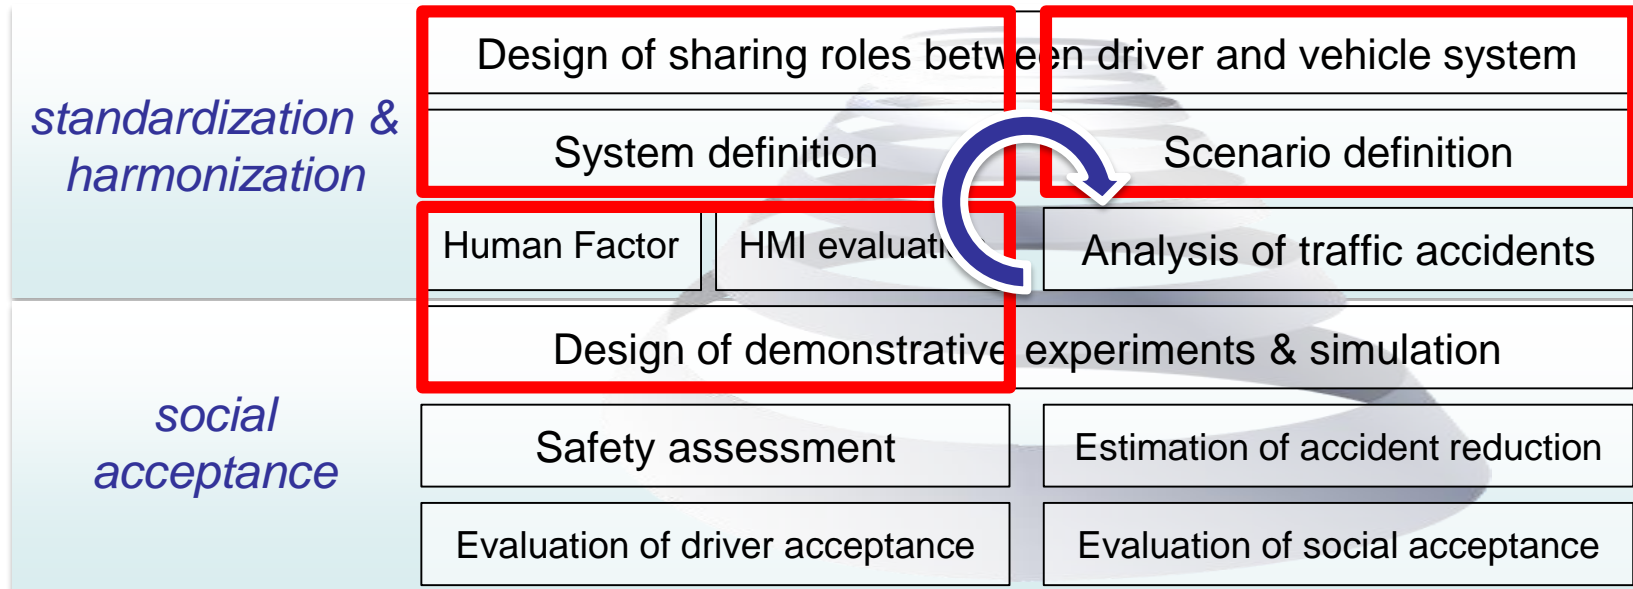 standardization &
harmonization
Design of sharing roles between driver and vehicle system
System definition
Scenario definition
Human Factor
HMI evaluation
Analysis of traffic accidents
social
acceptance
Design of demonstrative experiments & simulation
Safety assessment
Estimation of accident reduction
Evaluation of driver acceptance
Evaluation of social acceptance